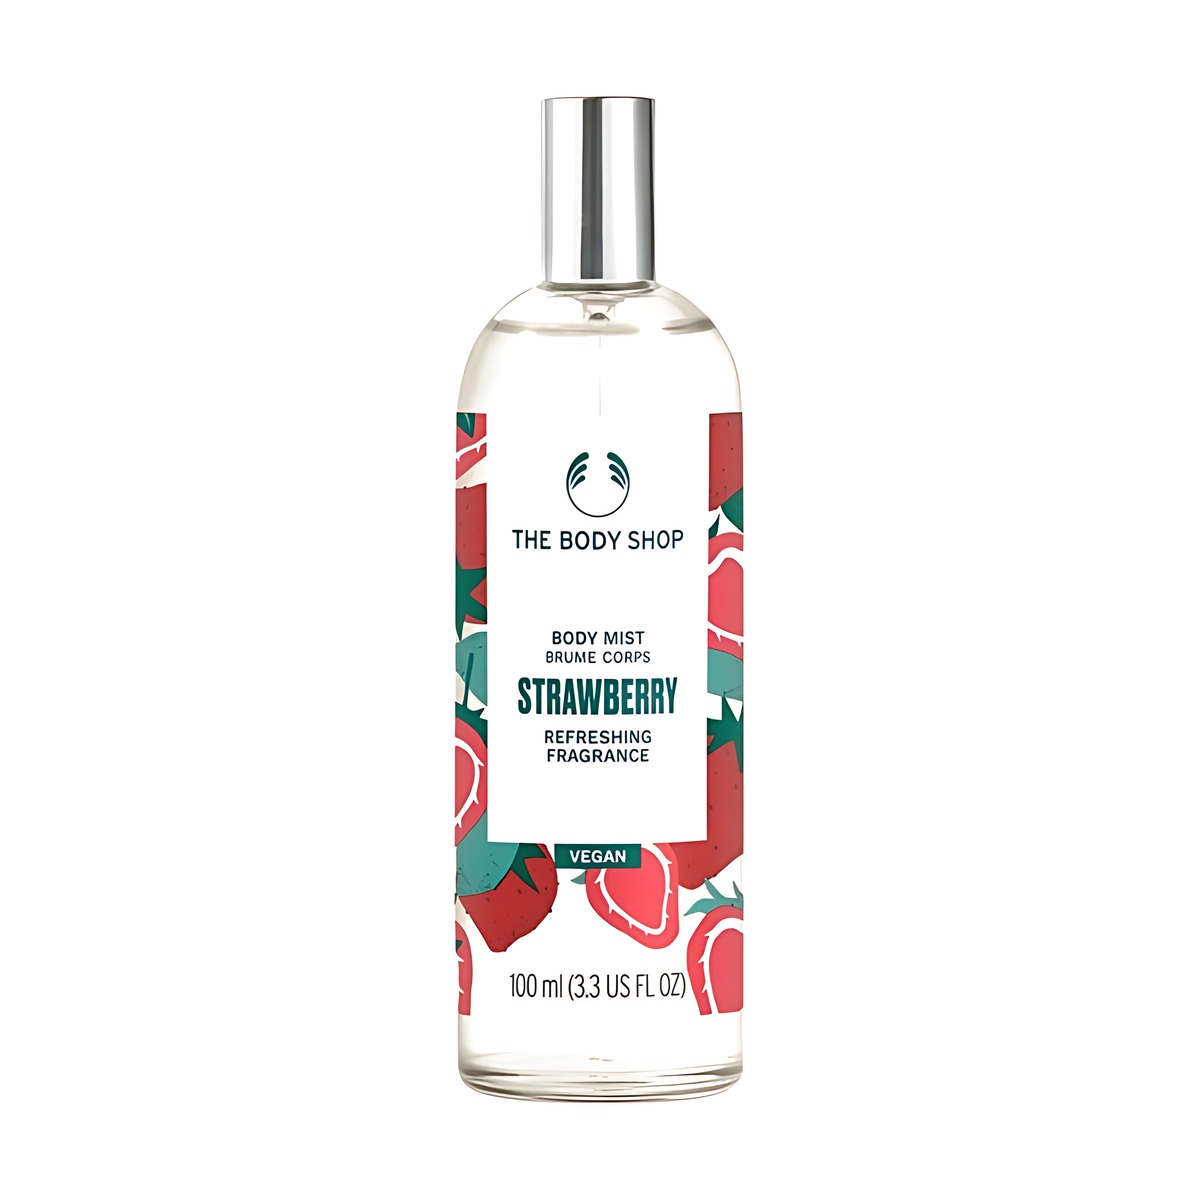 THE BODY SHOP
BODY MIST
BRUME CORPS
STRAWBERRY
REFRESHING
FRAGRANCE
VEGAN
100 ml (3.3 US FL OZ)